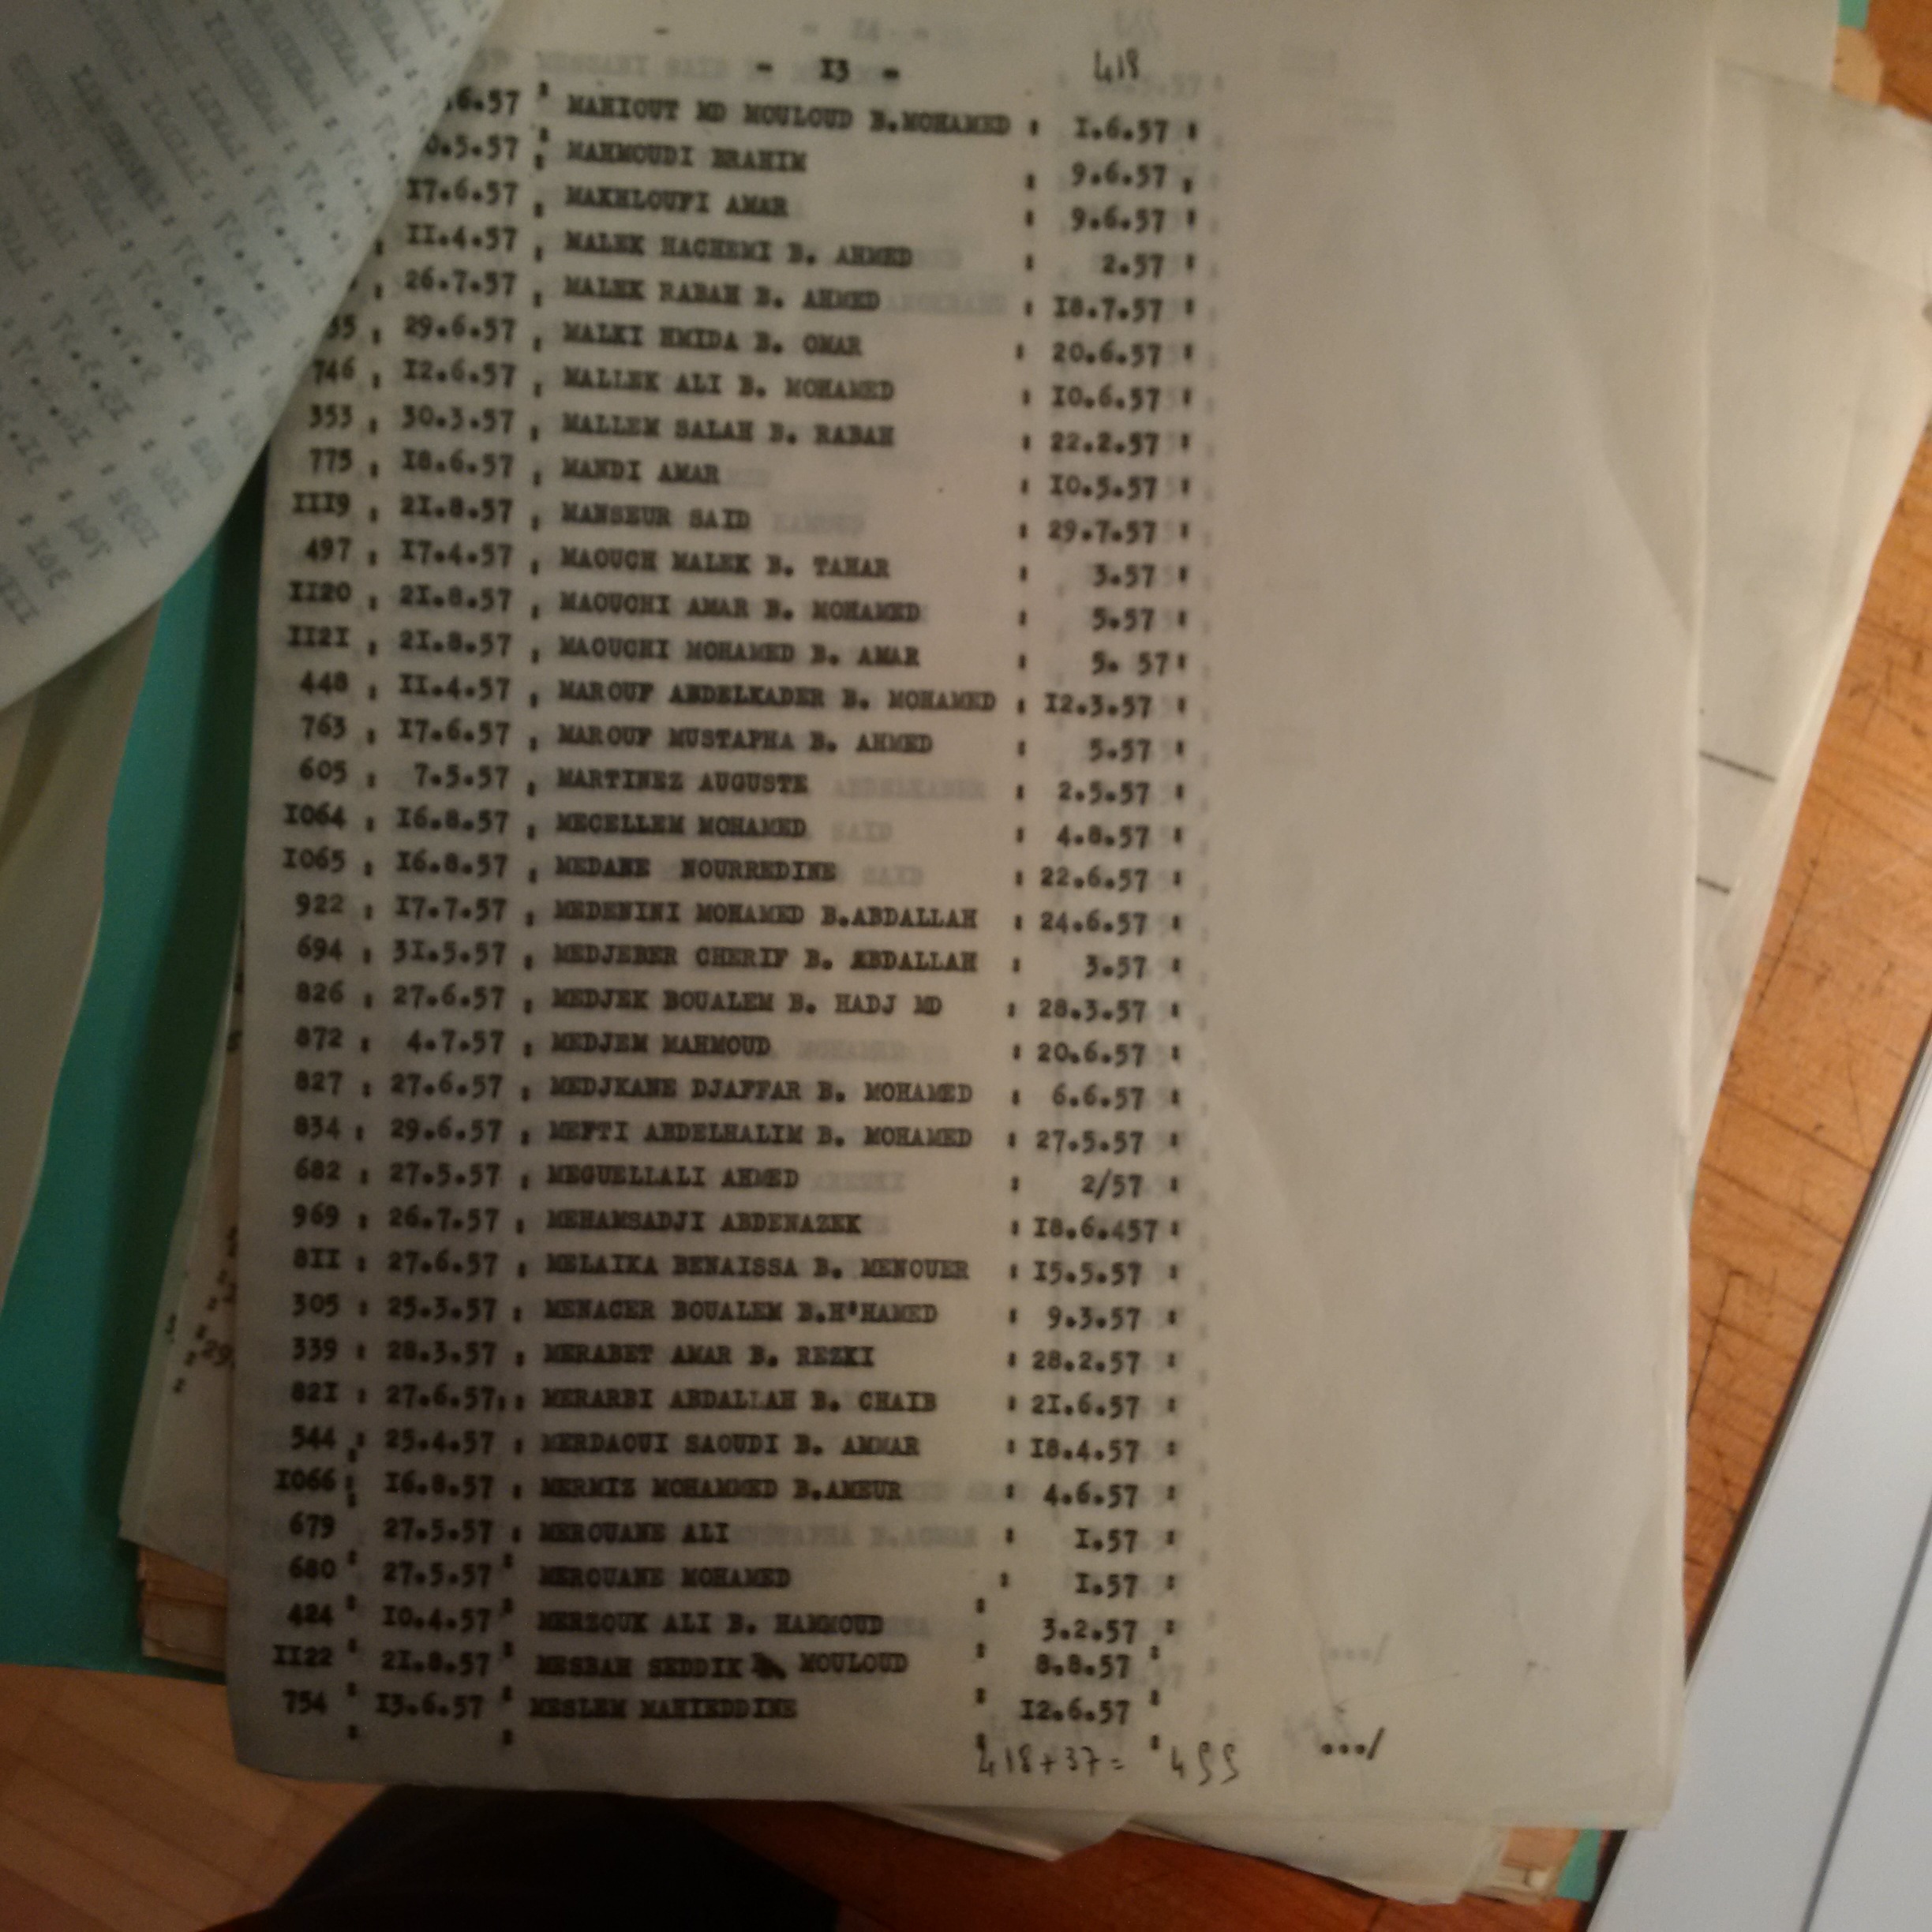 - I3 - 418
.6.57 : MAHIOUT MD MOULOUD B.MOHAMED : I.6.57 :
0.5.57 : MAHMOUDI BRAHIM : 9.6.57 :
I7.6.57 : MAKHLOUFI AMAR : 9.6.57 :
: II.4.57 : MALEK HACHEMI B. AHMED : 2.57 :
: 26.7.57 : MALEK RABAH B. AHMED : I8.7.57 :
35 : 29.6.57 : MALKI HMIDA B. OMAR : 20.6.57 :
746 : I2.6.57 : MALLEK ALI B. MOHAMED : I0.6.57 :
353 : 30.3.57 : MALLEM SALAH B. RABAH : 22.2.57 :
775 : I8.6.57 : MANDI AMAR : I0.5.57 :
III9 : 2I.8.57 : MANSEUR SAID : 29.7.57 :
497 : I7.4.57 : MAOUCH MALEK B. TAHAR : 3.57 :
II20 : 2I.8.57 : MAOUCHI AMAR B. MOHAMED : 5.57 :
II2I : 2I.8.57 : MAOUCHI MOHAMED B. AMAR : 5. 57 :
448 : II.4.57 : MAROUF ABDELKADER B. MOHAMED : I2.3.57 :
763 : I7.6.57 : MAROUF MUSTAPHA B. AHMED : 5.57 :
605 : 7.5.57 : MARTINEZ AUGUSTE : 2.5.57 :
I064 : I6.8.57 : MECELLEM MOHAMED : 4.8.57 :
I065 : I6.8.57 : MEDANE NOURREDINE : 22.6.57 :
922 : I7.7.57 : MEDENINI MOHAMED B.ABDALLAH : 24.6.57 :
694 : 3I.5.57 : MEDJEBER CHERIF B. ABDALLAH : 3.57 :
826 : 27.6.57 : MEDJEK BOUALEM B. HADJ MD : 28.3.57 :
872 : 4.7.57 : MEDJEM MAHMOUD : 20.6.57 :
827 : 27.6.57 : MEDJKANE DJAFFAR B. MOHAMED : 6.6.57 :
834 : 29.6.57 : MEFTI ABDELHALIM B. MOHAMED : 27.5.57 :
682 : 27.5.57 : MEGUELLALI AHMED : 2/57 :
969 : 26.7.57 : MEHAMSADJI ABDENAZEK : I8.6.457 :
8II : 27.6.57 : MELAIKA BENAISSA B. MENOUER : I5.5.57 :
305 : 25.3.57 : MENACER BOUALEM B.H'HAMED : 9.3.57 :
339 : 28.3.57 : MERABET AMAR B. REZKI : 28.2.57 :
82I : 27.6.57 :: MERARBI ABDALLAH B. CHAIB : 2I.6.57 :
544 : 25.4.57 : MERDAOUI SAOUDI B. AMMAR : I8.4.57 :
I066 : I6.8.57 : MERMIZ MOHAMMED B.AMEUR : 4.6.57 :
679 : 27.5.57 : MEROUANE ALI : I.57 :
680 : 27.5.57 : MEROUANE MOHAMED : I.57 :
424 : I0.4.57 : MERZOUK ALI B. HAMMOUD : 3.2.57 :
II22 : 2I.8.57 : MESBAH SEDDIK B. MOULOUD : 8.8.57 :
754 : I3.6.57 : MESLEM MAHIEDDINE : I2.6.57 :
418+37= 455 .../